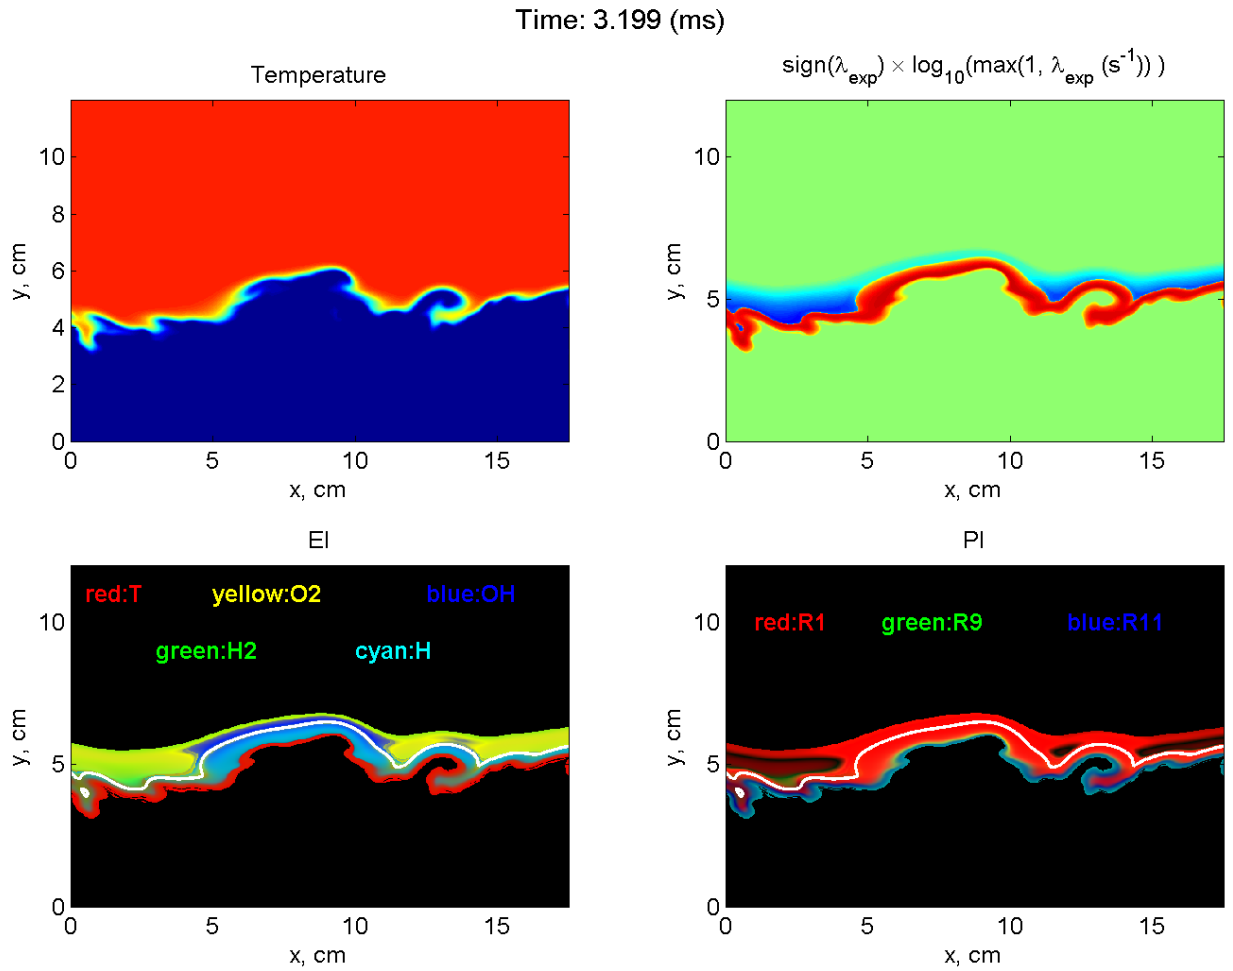 Time: 3.199 (ms)
Temperature
sign(λexp) × log10(max(1, λexp (s-1)) )
y, cm
10
8
6
4
2
0
0 5 10 15
x, cm
y, cm
10
5
0
0 5 10 15
x, cm
EI
red:T yellow:O2 blue:OH
green:H2 cyan:H
y, cm
10
5
0
0 5 10 15
x, cm
PI
red:R1 green:R9 blue:R11
y, cm
10
5
0
0 5 10 15
x, cm